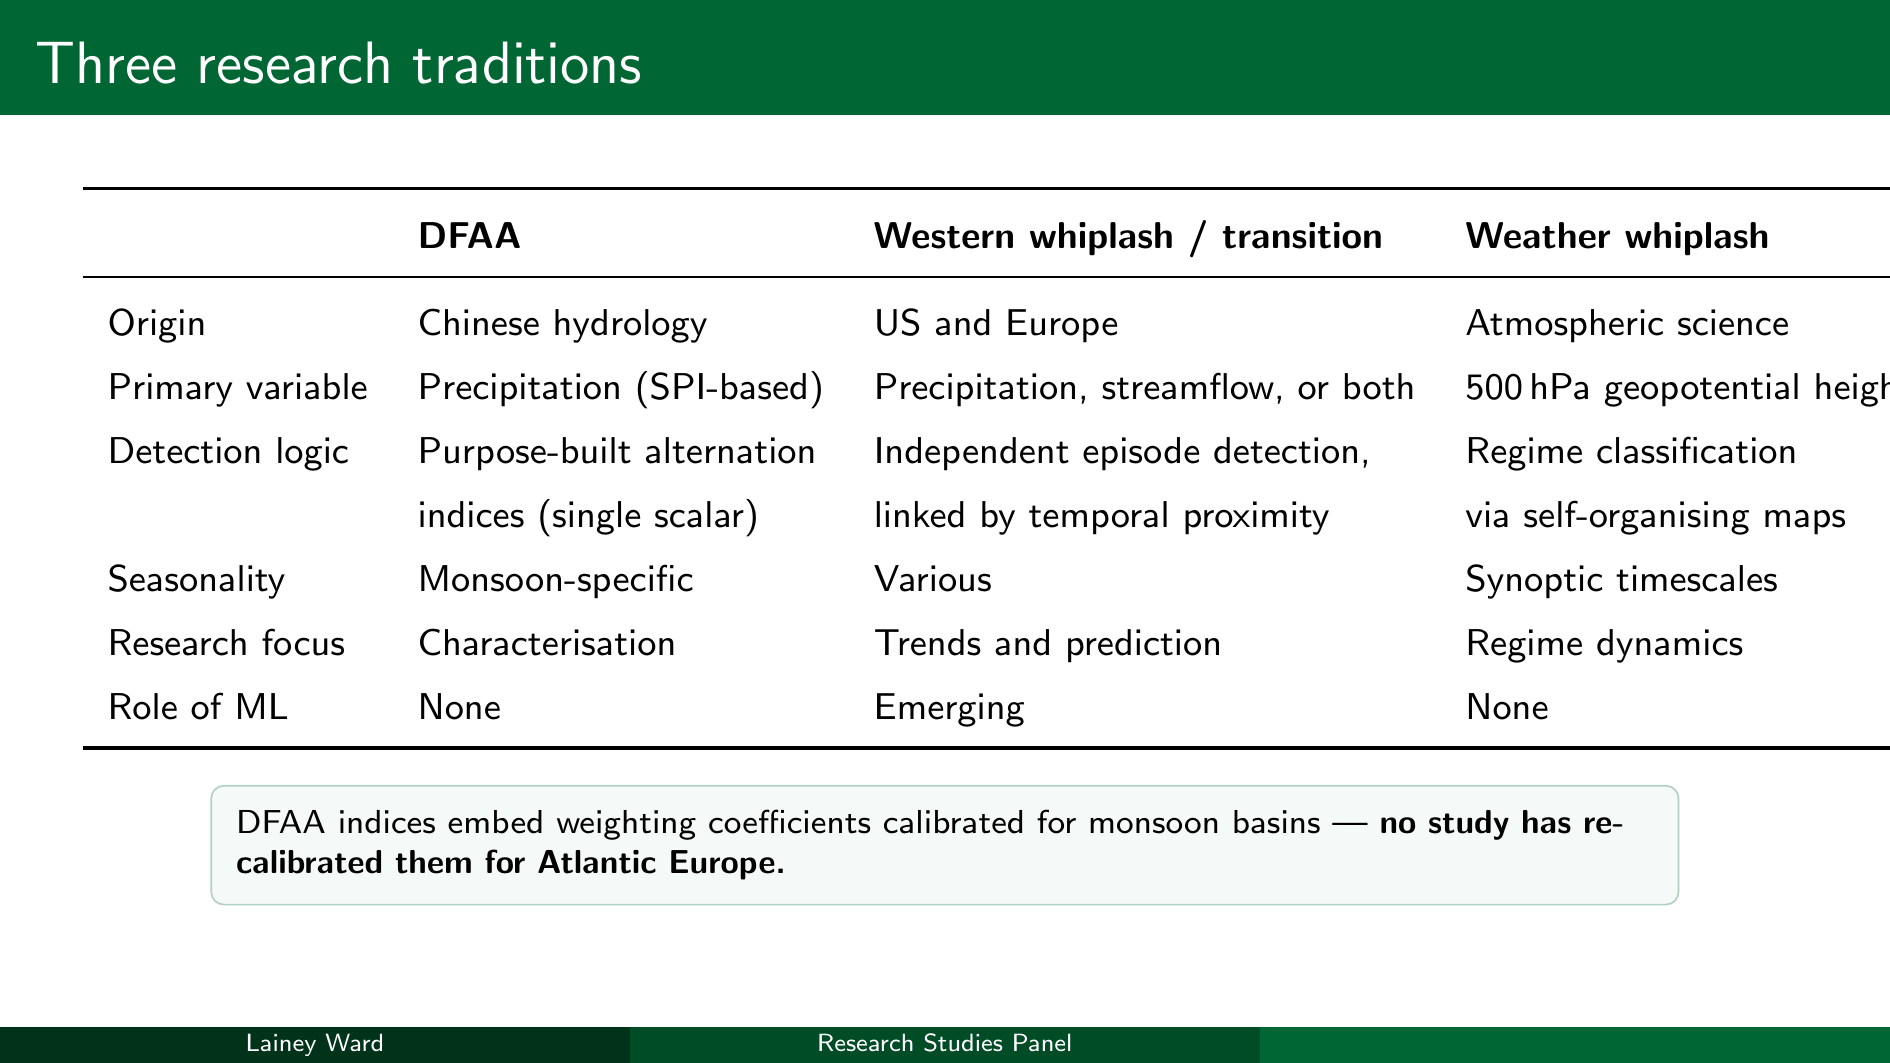 Three research traditions
DFAA Western whiplash / transition Weather whiplash
Origin Chinese hydrology US and Europe Atmospheric science
Primary variable Precipitation (SPI-based) Precipitation, streamflow, or both 500 hPa geopotential heigh
Detection logic Purpose-built alternation Independent episode detection, Regime classification
indices (single scalar) linked by temporal proximity via self-organising maps
Seasonality Monsoon-specific Various Synoptic timescales
Research focus Characterisation Trends and prediction Regime dynamics
Role of ML None Emerging None
DFAA indices embed weighting coefficients calibrated for monsoon basins — no study has re-
calibrated them for Atlantic Europe.
Lainey Ward Research Studies Panel